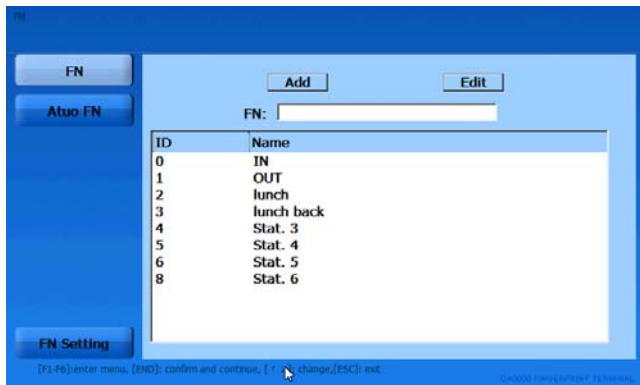 FN
FN
Add Edit
Atuo FN
FN:
ID Name
0 IN
1 OUT
2 lunch
3 lunch back
4 Stat. 3
5 Stat. 4
6 Stat. 5
8 Stat. 6
FN Setting
[F1-F6]:enter menu, [END]: confirm and continue, [ ↑ change,[ESC]: exit
OA3000 FINGERPRINT TERMINAL